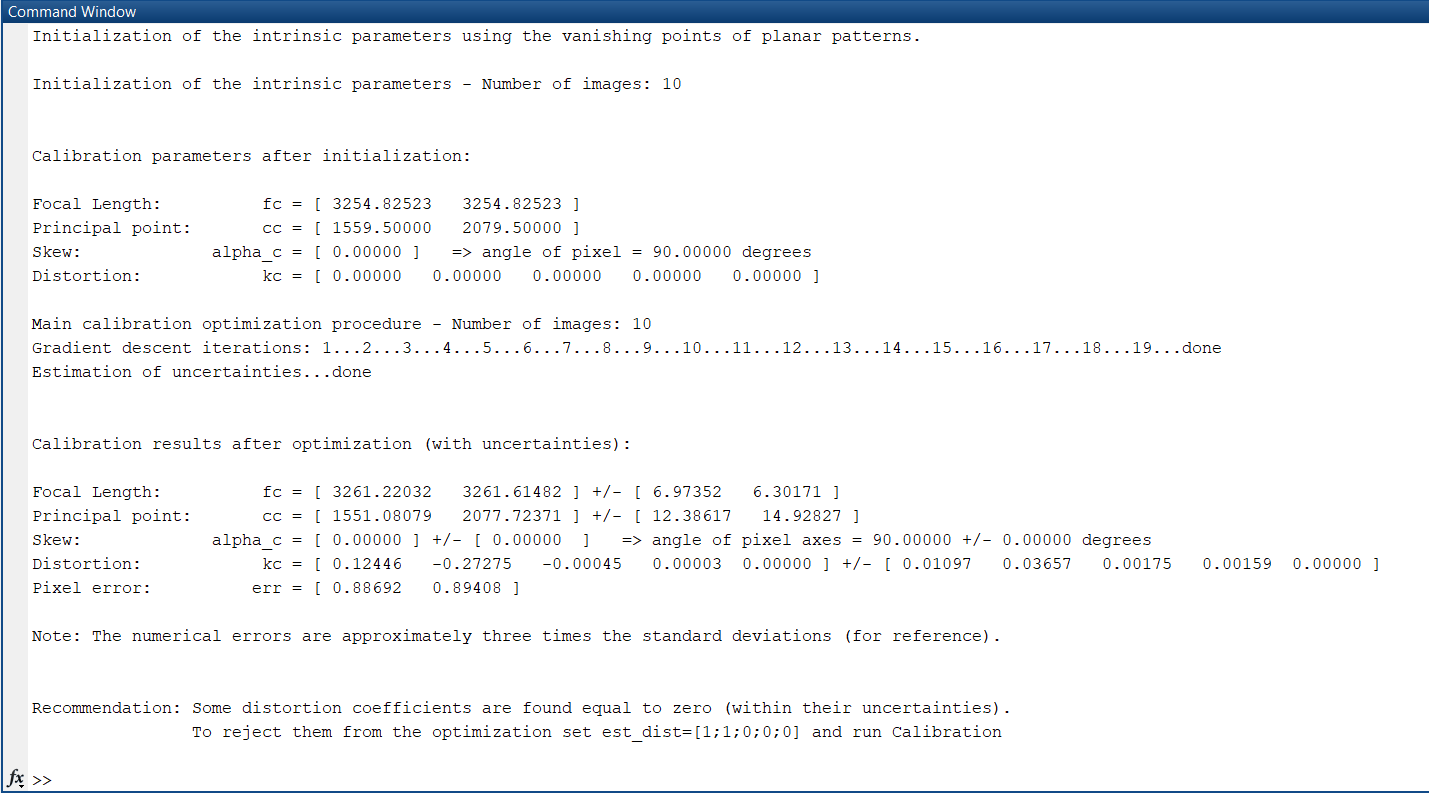 Command Window
Initialization of the intrinsic parameters using the vanishing points of planar patterns.
Initialization of the intrinsic parameters - Number of images: 10
Calibration parameters after initialization:
Focal Length: fc = [ 3254.82523 3254.82523 ]
Principal point: cc = [ 1559.50000 2079.50000 ]
Skew: alpha_c = [ 0.00000 ] => angle of pixel = 90.00000 degrees
Distortion: kc = [ 0.00000 0.00000 0.00000 0.00000 0.00000 ]
Main calibration optimization procedure - Number of images: 10
Gradient descent iterations: 1...2...3...4...5...6...7...8...9...10...11...12...13...14...15...16...17...18...19...done
Estimation of uncertainties...done
Calibration results after optimization (with uncertainties):
Focal Length: fc = [ 3261.22032 3261.61482 ] +/- [ 6.97352 6.30171 ]
Principal point: cc = [ 1551.08079 2077.72371 ] +/- [ 12.38617 14.92827 ]
Skew: alpha_c = [ 0.00000 ] +/- [ 0.00000 ] => angle of pixel axes = 90.00000 +/- 0.00000 degrees
Distortion: kc = [ 0.12446 -0.27275 -0.00045 0.00003 0.00000 ] +/- [ 0.01097 0.03657 0.00175 0.00159 0.00000 ]
Pixel error: err = [ 0.88692 0.89408 ]
Note: The numerical errors are approximately three times the standard deviations (for reference).
Recommendation: Some distortion coefficients are found equal to zero (within their uncertainties).
To reject them from the optimization set est_dist=[1;1;0;0;0] and run Calibration
fx >>